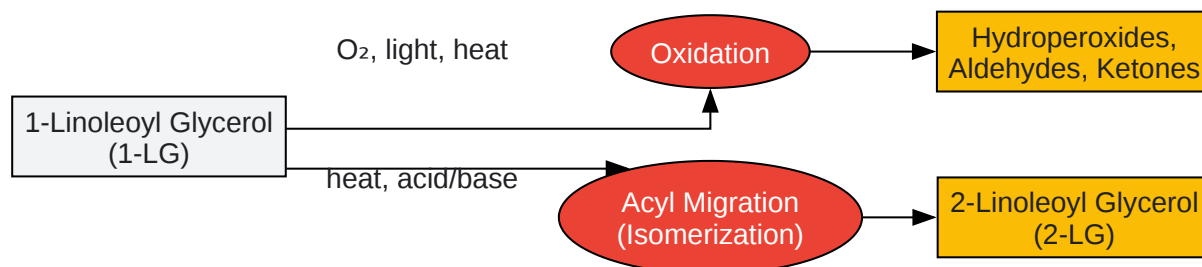 O₂, light, heat
Oxidation
Hydroperoxides,
Aldehydes, Ketones
1-Linoleoyl Glycerol
(1-LG)
heat, acid/base
Acyl Migration
(Isomerization)
2-Linoleoyl Glycerol
(2-LG)